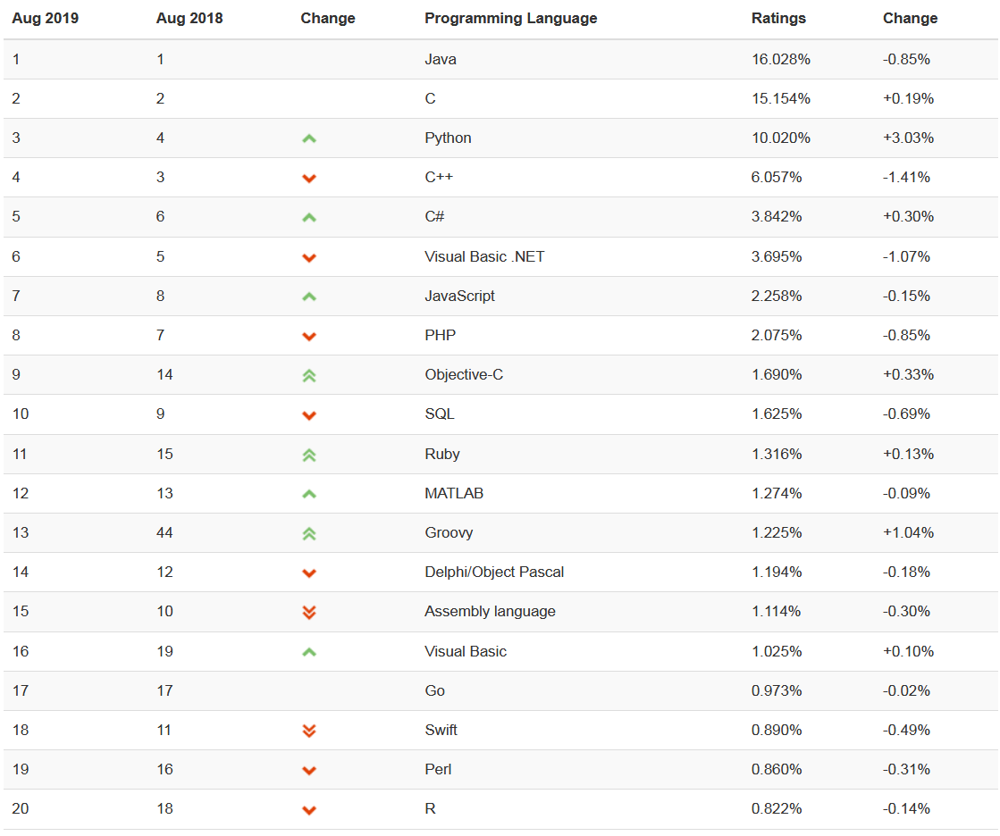 Aug 2019 Aug 2018 Change Programming Language Ratings Change
1 1 Java 16.028% -0.85%
2 2 C 15.154% +0.19%
3 4 Python 10.020% +3.03%
4 3 C++ 6.057% -1.41%
5 6 C# 3.842% +0.30%
6 5 Visual Basic .NET 3.695% -1.07%
7 8 JavaScript 2.258% -0.15%
8 7 PHP 2.075% -0.85%
9 14 Objective-C 1.690% +0.33%
10 9 SQL 1.625% -0.69%
11 15 Ruby 1.316% +0.13%
12 13 MATLAB 1.274% -0.09%
13 44 Groovy 1.225% +1.04%
14 12 Delphi/Object Pascal 1.194% -0.18%
15 10 Assembly language 1.114% -0.30%
16 19 Visual Basic 1.025% +0.10%
17 17 Go 0.973% -0.02%
18 11 Swift 0.890% -0.49%
19 16 Perl 0.860% -0.31%
20 18 R 0.822% -0.14%